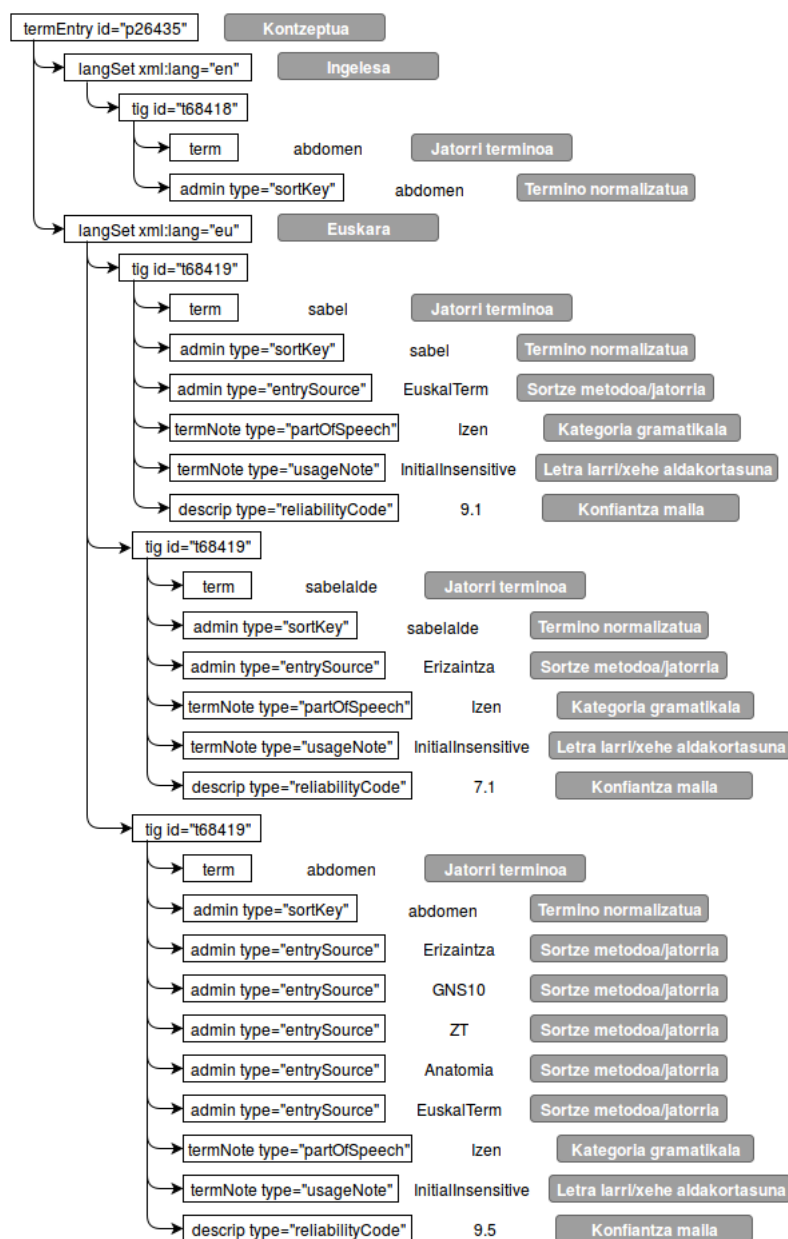 termEntry id="p26435" Kontzeptua
langSet xml:lang="en" Ingelesa
tig id="t68418"
term abdomen Jatorri terminoa
admin type="sortKey" abdomen Termino normalizatua
langSet xml:lang="eu" Euskara
tig id="t68419"
term sabel Jatorri terminoa
admin type="sortKey" sabel Termino normalizatua
admin type="entrySource" EuskalTerm Sortze metodoa/jatorria
termNote type="partOfSpeech" Izen Kategoria gramatikala
termNote type="usageNote" InitialInsensitive Letra larri/xehe aldakortasuna
descrip type="reliabilityCode" 9.1 Konfiantza malla
tig id="t68419"
term sabelalde Jatorri terminoa
admin type="sortKey" sabelalde Termino normalizatua
admin type="entrySource" Erizaintza Sortze metodoa/jatorria
termNote type="partOfSpeech" Izen Kategoria gramatikala
termNote type="usageNote" InitialInsensitive Letra larri/xehe aldakortasuna
descrip type="reliabilityCode" 7.1 Konfiantza malla
tig id="t68419"
term abdomen Jatorri terminoa
admin type="sortKey" abdomen Termino normalizatua
admin type="entrySource" Erizaintza Sortze metodoa/jatorria
admin type="entrySource" GNS10 Sortze metodoa/jatorria
admin type="entrySource" ZT Sortze metodoa/jatorria
admin type="entrySource" Anatomia Sortze metodoa/jatorria
admin type="entrySource" EuskalTerm Sortze metodoa/jatorria
termNote type="partOfSpeech" Izen Kategoria gramatikala
termNote type="usageNote" InitialInsensitive Letra larri/xehe aldakortasuna
descrip type="reliabilityCode" 9.5 Konfiantza malla